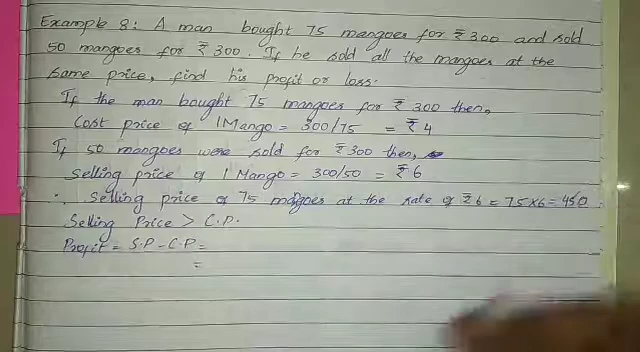 Example 8: A man bought 75 mangoes for ₹ 300 and sold
50 mangoes for ₹ 300. If he sold all the mangoes at the
same price, find his profit or loss.
If the man bought 75 mangoes for ₹ 300 then,
Cost price of 1 Mango = 300/75 = ₹ 4
If 50 mangoes were sold for ₹ 300 then,
Selling price of 1 Mango = 300/50 = ₹ 6
∴ Selling price of 75 mangoes at the rate of ₹ 6 = 75 x 6 = 450
Selling Price > C.P.
Profit = S.P - C.P =
=